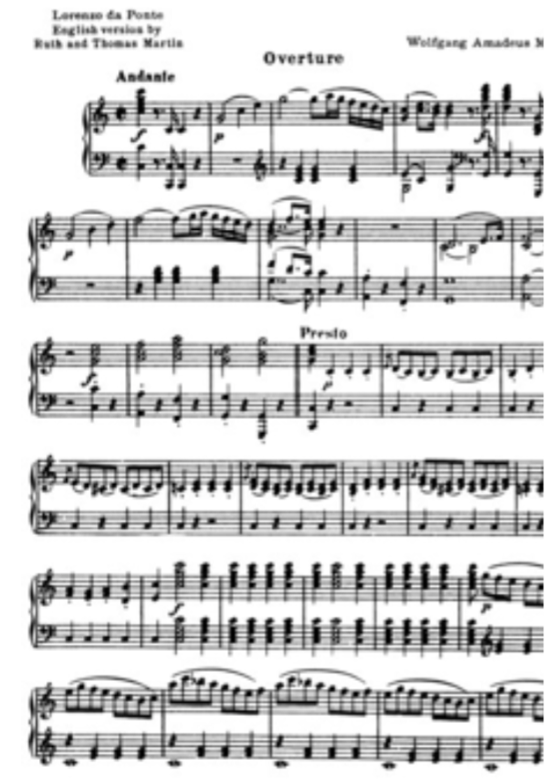 Lorenzo da Ponte
English version by
Ruth and Thomas Martin
Wolfgang Amadeus M
Overture
Andante
f
p
f
p
Presto
f
p
f
p